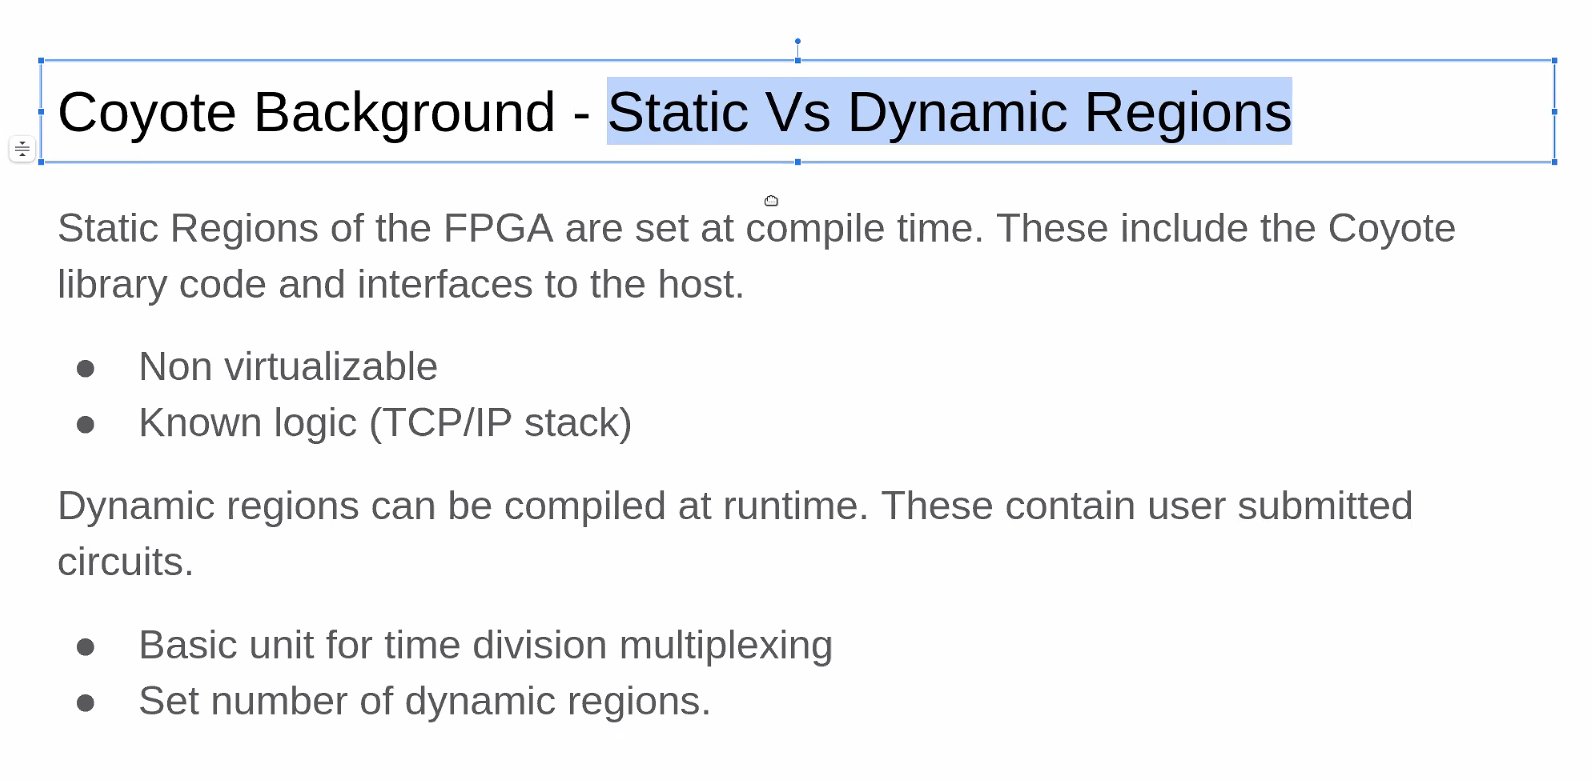 Coyote Background - Static Vs Dynamic Regions
Static Regions of the FPGA are set at compile time. These include the Coyote
library code and interfaces to the host.
● Non virtualizable
● Known logic (TCP/IP stack)
Dynamic regions can be compiled at runtime. These contain user submitted
circuits.
● Basic unit for time division multiplexing
● Set number of dynamic regions.